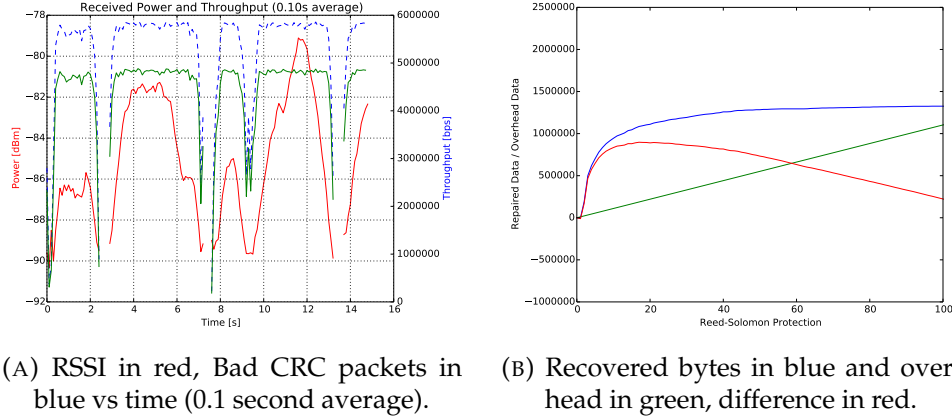 Received Power and Throughput (0.10s average)
−78
−80
−82
−84
−86
−88
−90
−92
Power [dBm]
0 2 4 6 8 10 12 14 16
Time [s]
6000000
5000000
4000000
3000000
2000000
1000000
0
Throughput [bps]
2500000
2000000
1500000
1000000
500000
0
−500000
−1000000
Repaired Data / Overhead Data
0 20 40 60 80 100
Reed-Solomon Protection
(A) RSSI in red, Bad CRC packets in
blue vs time (0.1 second average).
(B) Recovered bytes in blue and over
head in green, difference in red.